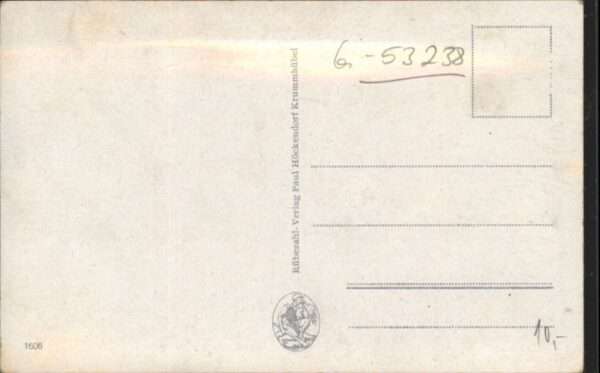 6-53238
Rübezahl-Verlag Paul Höckendorf Krummhübel
1606
10,-